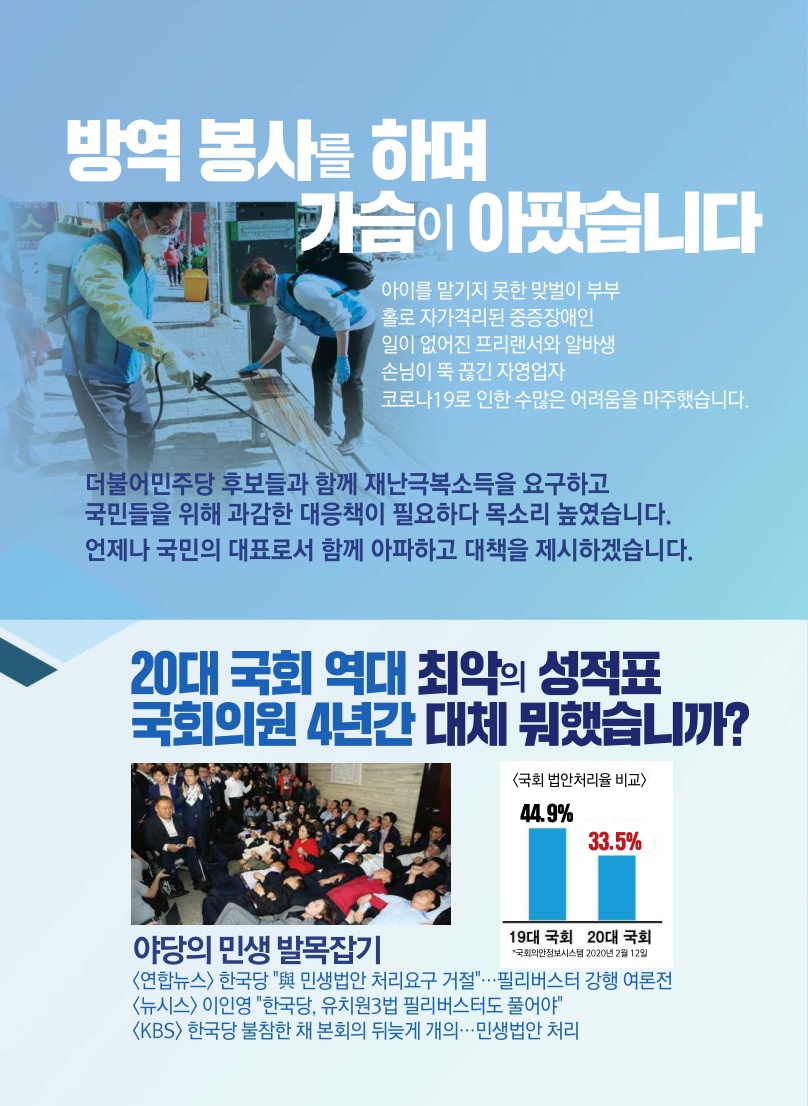 방역 봉사를 하며
가슴이 아팠습니다
아이를 맡기지 못한 맞벌이 부부
홀로 자가격리된 중증장애인
일이 없어진 프리랜서와 알바생
손님이 뚝 끊긴 자영업자
코로나19로 인한 수많은 어려움을 마주했습니다.
더불어민주당 후보들과 함께 재난극복소득을 요구하고
국민들을 위해 과감한 대응책이 필요하다 목소리 높였습니다.
언제나 국민의 대표로서 함께 아파하고 대책을 제시하겠습니다.
20대 국회 역대 최악의 성적표
국회의원 4년간 대체 뭐했습니까?
〈국회 법안처리율 비교〉
44.9%
33.5%
19대 국회 20대 국회
*국회의안정보시스템 2020년 2월 12일
야당의 민생 발목잡기
〈연합뉴스〉 한국당 "與 민생법안 처리요구 거절"…필리버스터 강행 여론전
〈뉴시스〉 이인영 "한국당, 유치원3법 필리버스터도 풀어야"
〈KBS〉 한국당 불참한 채 본회의 뒤늦게 개의…민생법안 처리